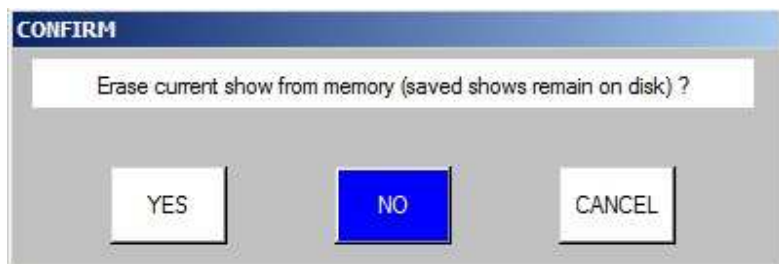 CONFIRM
Erase current show from memory (saved shows remain on disk) ?
YES NO CANCEL